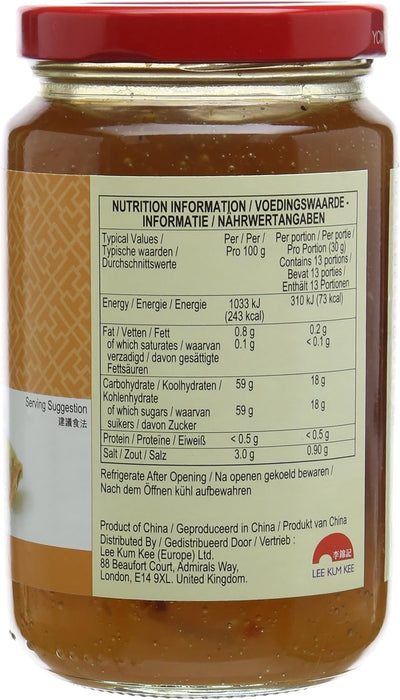 YO
NUTRITION INFORMATION / VOEDINGSWAARDE-
INFORMATIE / NÄHRWERTANGABEN
Typical Values / Per / Per / Per portion / Per portie /
Typische waarden / Pro 100 g Pro Portion (30 g)
Durchschnittswerte Contains 13 portions /
Bevat 13 porties /
Enthält 13 Portionen
Energy / Energie / Energie 1033 kJ 310 kJ (73 kcal)
(243 kcal)
Fat / Vetten / Fett 0.8 g 0.2 g
of which saturates / waarvan 0.1 g < 0.1 g
verzadigd / davon gesättigte
Fettsäuren
Carbohydrate / Koolhydraten / 59 g 18 g
Kohlenhydrate
of which sugars / waarvan 59 g 18 g
suikers / davon Zucker
Protein / Proteïne / Eiweiß < 0.5 g < 0.5 g
Salt / Zout / Salz 3.0 g 0.90 g
Serving Suggestion
建議食法
Refrigerate After Opening / Na openen gekoeld bewaren /
Nach dem Öffnen kühl aufbewahren
Product of China / Geproduceerd in China / Produkt van China
Distributed By / Gedistribueerd Door / Vertrieb :
Lee Kum Kee (Europe) Ltd.
88 Beaufort Court, Admirals Way,
London, E14 9XL. United Kingdom.
李錦記
LEE KUM KEE